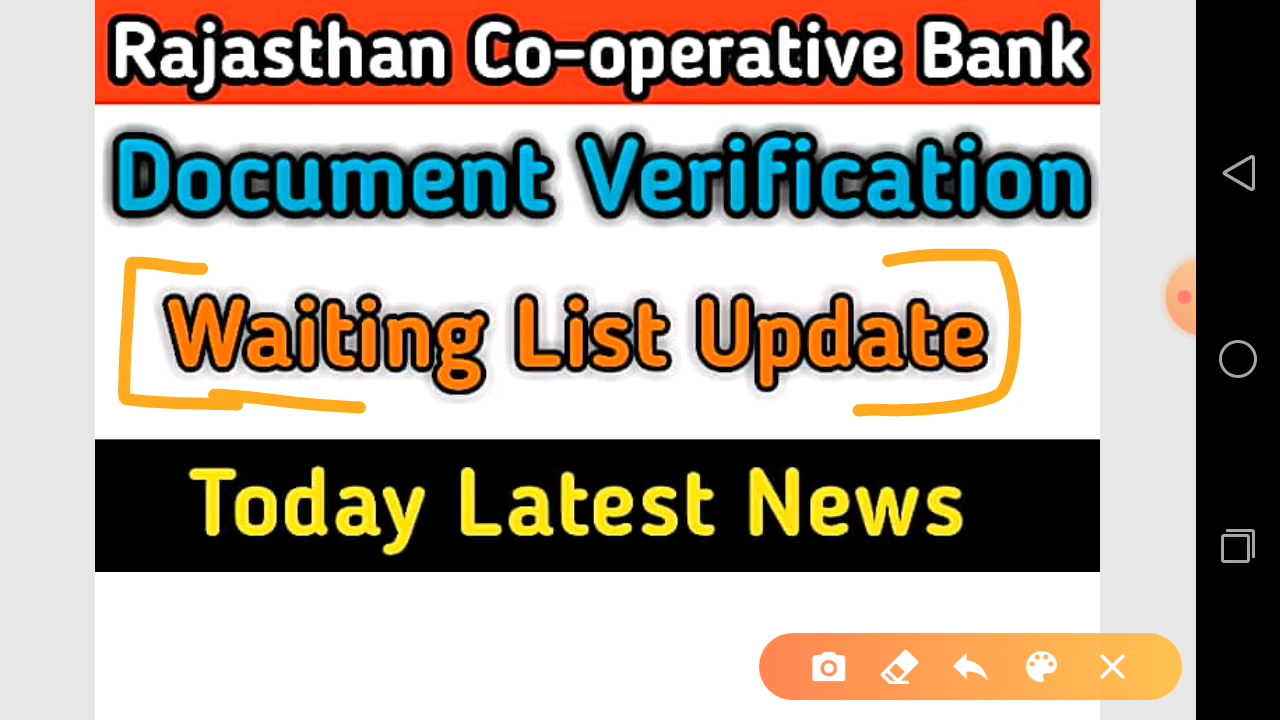 Rajasthan Co-operative Bank
Document Verification
Waiting List Update
Today Latest News